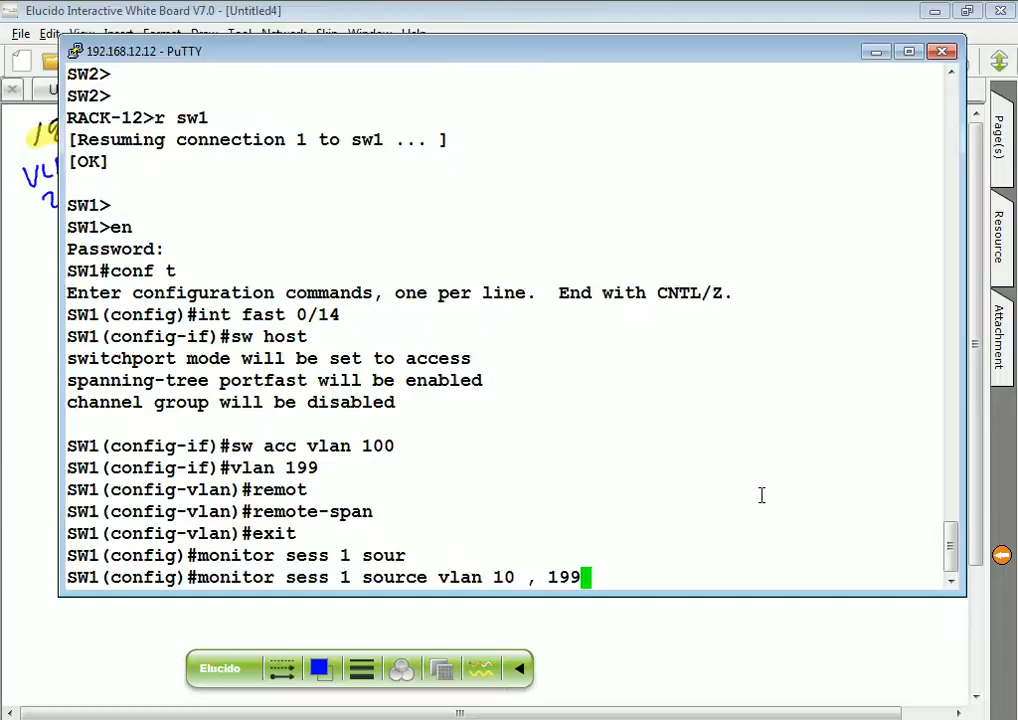 Elucido Interactive White Board V7.0 - [Untitled4]
File Edit
192.168.12.12 - PuTTY
SW2>
SW2>
RACK-12>r sw1
[Resuming connection 1 to sw1 ... ]
[OK]
SW1>
SW1>en
Password:
SW1#conf t
Enter configuration commands, one per line.  End with CNTL/Z.
SW1(config)#int fast 0/14
SW1(config-if)#sw host
switchport mode will be set to access
spanning-tree portfast will be enabled
channel group will be disabled
SW1(config-if)#sw acc vlan 100
SW1(config-if)#vlan 199
SW1(config-vlan)#remot
SW1(config-vlan)#remote-span
SW1(config-vlan)#exit
SW1(config)#monitor sess 1 sour
SW1(config)#monitor sess 1 source vlan 10 , 199
Page(s)
Resource
Attachment
Elucido